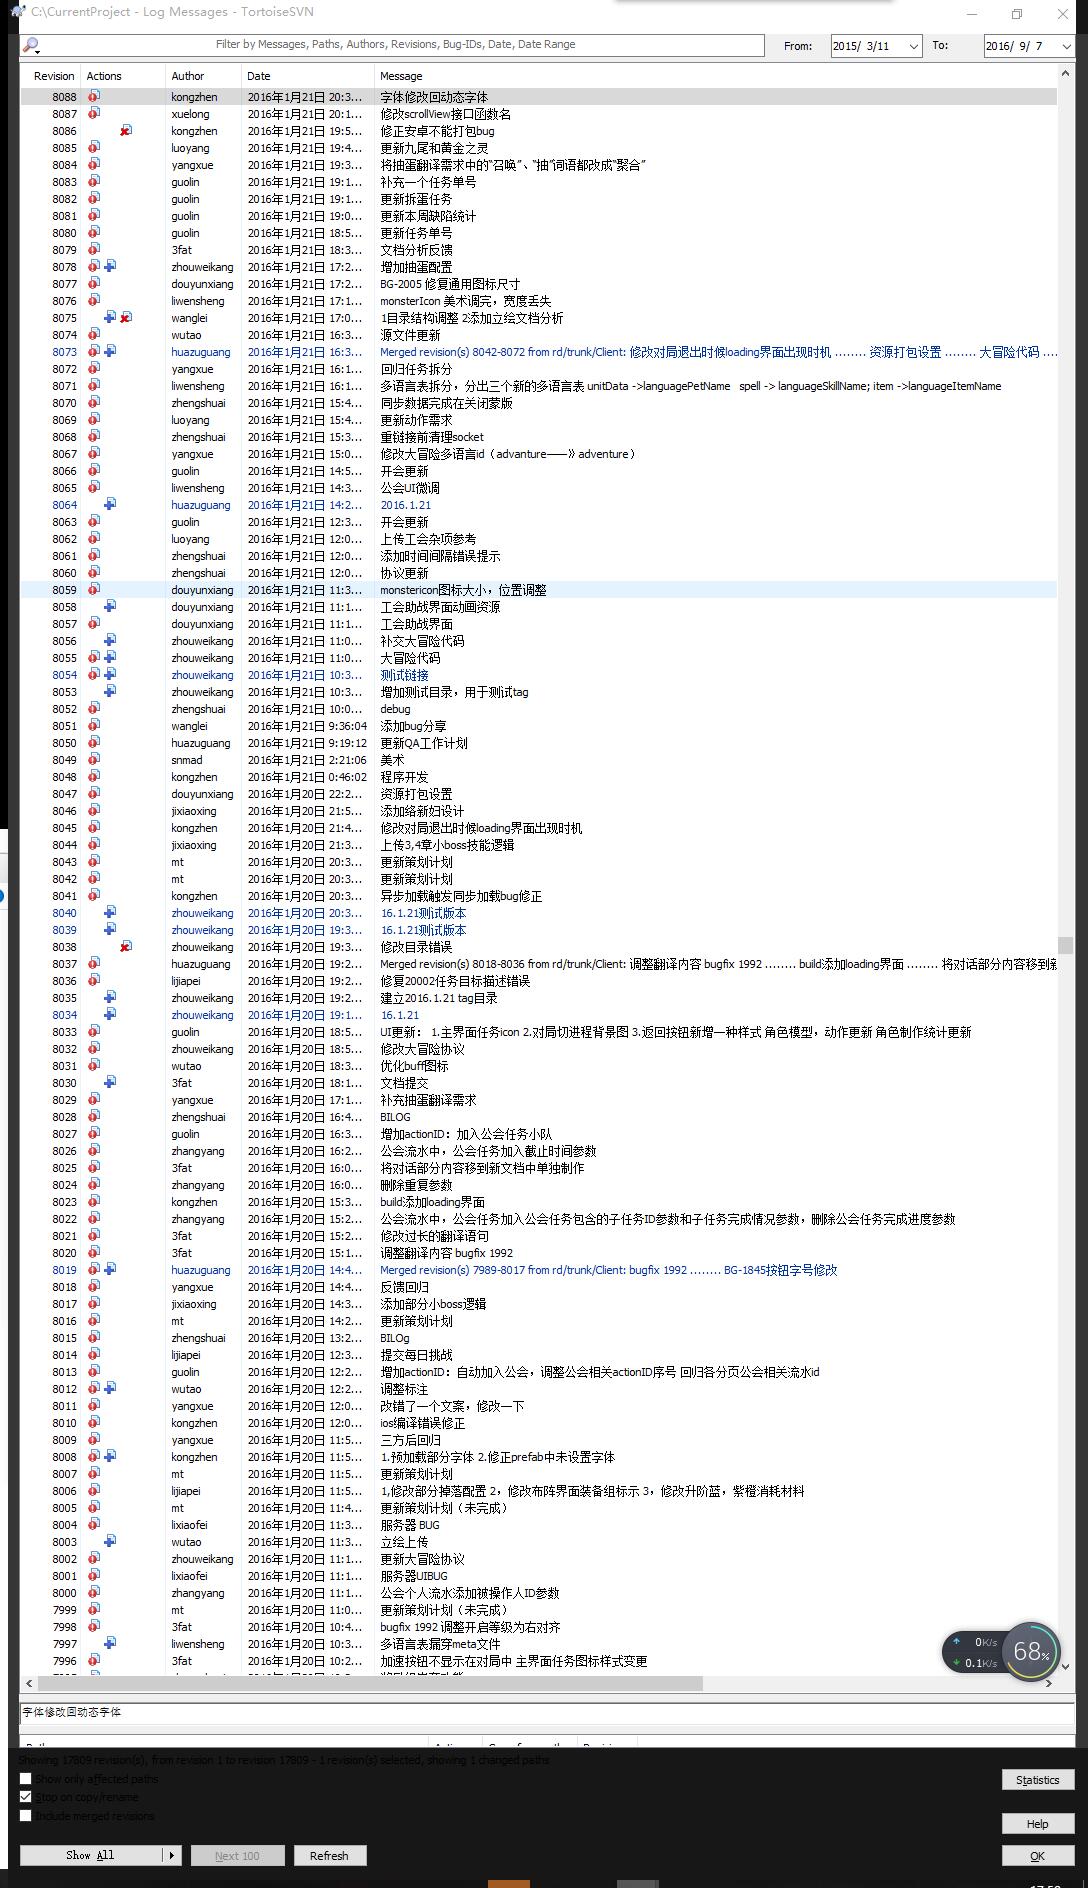 C:\CurrentProject - Log Messages - TortoiseSVN
Filter by Messages, Paths, Authors, Revisions, Bug-IDs, Date, Date Range From: 2015/ 3/11 To: 2016/ 9/ 7
Revision Actions Author Date Message
8088 kongzhen 2016年1月21日 20:3... 字体修改回动态字体
8087 xuelong 2016年1月21日 20:1... 修改scrollView接口函数名
8086 kongzhen 2016年1月21日 19:5... 修正安卓不能打包bug
8085 luoyang 2016年1月21日 19:4... 更新九尾和黄金之灵
8084 yangxue 2016年1月21日 19:3... 将抽蛋翻译需求中的“召唤”、“抽”词语都改成“聚合”
8083 guolin 2016年1月21日 19:1... 补充一个任务单号
8082 guolin 2016年1月21日 19:1... 更新拆蛋任务
8081 guolin 2016年1月21日 19:0... 更新本周缺陷统计
8080 guolin 2016年1月21日 18:5... 更新任务单号
8079 3fat 2016年1月21日 18:3... 文档分析反馈
8078 zhouweikang 2016年1月21日 17:2... 增加抽蛋配置
8077 douyunxiang 2016年1月21日 17:2... BG-2005 修复通用图标尺寸
8076 liwensheng 2016年1月21日 17:1... monsterIcon 美术调完，宽度丢失
8075 wanglei 2016年1月21日 17:0... 1目录结构调整 2添加立绘文档分析
8074 wutao 2016年1月21日 16:3... 源文件更新
8073 huazuguang 2016年1月21日 16:3... Merged revision(s) 8042-8072 from rd/trunk/Client: 修改对局退出时候loading界面出现时机 ........ 资源打包设置 ........ 大冒险代码 ....
8072 yangxue 2016年1月21日 16:1... 回归任务拆分
8071 liwensheng 2016年1月21日 16:1... 多语言表拆分，分出三个新的多语言表 unitData ->languagePetName spell -> languageSkillName; item ->languageItemName
8070 zhengshuai 2016年1月21日 15:4... 同步数据完成在关闭蒙版
8069 luoyang 2016年1月21日 15:4... 更新动作需求
8068 zhengshuai 2016年1月21日 15:3... 重链接前清理socket
8067 yangxue 2016年1月21日 15:0... 修改大冒险多语言id（advanture——》adventure）
8066 guolin 2016年1月21日 14:5... 开会更新
8065 liwensheng 2016年1月21日 14:3... 公会UI微调
8064 huazuguang 2016年1月21日 14:2... 2016.1.21
8063 guolin 2016年1月21日 12:3... 开会更新
8062 luoyang 2016年1月21日 12:0... 上传工会杂项参考
8061 zhengshuai 2016年1月21日 12:0... 添加时间间隔错误提示
8060 zhengshuai 2016年1月21日 12:0... 协议更新
8059 douyunxiang 2016年1月21日 11:3... monstericon图标大小，位置调整
8058 douyunxiang 2016年1月21日 11:1... 工会助战界面动画资源
8057 douyunxiang 2016年1月21日 11:1... 工会助战界面
8056 zhouweikang 2016年1月21日 11:0... 补交大冒险代码
8055 zhouweikang 2016年1月21日 11:0... 大冒险代码
8054 zhouweikang 2016年1月21日 10:3... 测试链接
8053 zhouweikang 2016年1月21日 10:3... 增加测试目录，用于测试tag
8052 zhengshuai 2016年1月21日 10:0... debug
8051 wanglei 2016年1月21日 9:36:04 添加bug分享
8050 huazuguang 2016年1月21日 9:19:12 更新QA工作计划
8049 snmad 2016年1月21日 2:21:06 美术
8048 kongzhen 2016年1月21日 0:46:02 程序开发
8047 douyunxiang 2016年1月20日 22:2... 资源打包设置
8046 jixiaoxing 2016年1月20日 21:5... 添加络新妇设计
8045 kongzhen 2016年1月20日 21:4... 修改对局退出时候loading界面出现时机
8044 jixiaoxing 2016年1月20日 21:3... 上传3,4章小boss技能逻辑
8043 mt 2016年1月20日 20:3... 更新策划计划
8042 mt 2016年1月20日 20:3... 更新策划计划
8041 kongzhen 2016年1月20日 20:3... 异步加载触发同步加载bug修正
8040 zhouweikang 2016年1月20日 20:3... 16.1.21测试版本
8039 zhouweikang 2016年1月20日 19:3... 16.1.21测试版本
8038 zhouweikang 2016年1月20日 19:3... 修改目录错误
8037 huazuguang 2016年1月20日 19:2... Merged revision(s) 8018-8036 from rd/trunk/Client: 调整翻译内容 bugfix 1992 ........ build添加loading界面 ........ 将对话部分内容移到新
8036 lijiapei 2016年1月20日 19:2... 修复20002任务目标描述错误
8035 zhouweikang 2016年1月20日 19:2... 建立2016.1.21 tag目录
8034 zhouweikang 2016年1月20日 19:1... 16.1.21
8033 guolin 2016年1月20日 18:5... UI更新： 1.主界面任务icon 2.对局切进程背景图 3.返回按钮新增一种样式 角色模型，动作更新 角色制作统计更新
8032 zhouweikang 2016年1月20日 18:5... 修改大冒险协议
8031 wutao 2016年1月20日 18:3... 优化buff图标
8030 3fat 2016年1月20日 18:1... 文档提交
8029 yangxue 2016年1月20日 17:1... 补充抽蛋翻译需求
8028 zhengshuai 2016年1月20日 16:4... BILOG
8027 guolin 2016年1月20日 16:3... 增加actionID：加入公会任务小队
8026 zhangyang 2016年1月20日 16:2... 公会流水中，公会任务加入截止时间参数
8025 3fat 2016年1月20日 16:0... 将对话部分内容移到新文档中单独制作
8024 zhangyang 2016年1月20日 16:0... 删除重复参数
8023 kongzhen 2016年1月20日 15:3... build添加loading界面
8022 zhangyang 2016年1月20日 15:2... 公会流水中，公会任务加入公会任务包含的子任务ID参数和子任务完成情况参数，删除公会任务完成进度参数
8021 3fat 2016年1月20日 15:2... 修改过长的翻译语句
8020 3fat 2016年1月20日 15:1... 调整翻译内容 bugfix 1992
8019 huazuguang 2016年1月20日 14:4... Merged revision(s) 7989-8017 from rd/trunk/Client: bugfix 1992 ........ BG-1845按钮字号修改
8018 yangxue 2016年1月20日 14:4... 反馈回归
8017 jixiaoxing 2016年1月20日 14:3... 添加部分小boss逻辑
8016 mt 2016年1月20日 14:2... 更新策划计划
8015 zhengshuai 2016年1月20日 13:2... BILOg
8014 lijiapei 2016年1月20日 12:3... 提交每日挑战
8013 guolin 2016年1月20日 12:2... 增加actionID：自动加入公会，调整公会相关actionID序号 回归各分页公会相关流水id
8012 wutao 2016年1月20日 12:2... 调整标注
8011 yangxue 2016年1月20日 12:0... 改错了一个文案，修改一下
8010 kongzhen 2016年1月20日 12:0... ios编译错误修正
8009 yangxue 2016年1月20日 11:5... 三方后回归
8008 kongzhen 2016年1月20日 11:5... 1.预加载部分字体 2.修正prefab中未设置字体
8007 mt 2016年1月20日 11:5... 更新策划计划
8006 lijiapei 2016年1月20日 11:5... 1,修改部分掉落配置 2，修改布阵界面装备组标示 3，修改升阶蓝，紫橙消耗材料
8005 mt 2016年1月20日 11:4... 更新策划计划（未完成）
8004 lixiaofei 2016年1月20日 11:3... 服务器 BUG
8003 wutao 2016年1月20日 11:3... 立绘上传
8002 zhouweikang 2016年1月20日 11:1... 更新大冒险协议
8001 lixiaofei 2016年1月20日 11:1... 服务器UIBUG
8000 zhangyang 2016年1月20日 11:1... 公会个人流水添加被操作人ID参数
7999 mt 2016年1月20日 11:0... 更新策划计划（未完成）
7998 3fat 2016年1月20日 10:4... bugfix 1992 调整开启等级为右对齐
7997 liwensheng 2016年1月20日 10:3... 多语言表漏穿meta文件
7996 3fat 2016年1月20日 10:2... 加速按钮不显示在对局中 主界面任务图标样式变更
0K/s
0.1K/s
68%
字体修改回动态字体
Showing 17809 revision(s), from revision 1 to revision 17809 - 1 revision(s) selected, showing 1 changed paths
Show only affected paths
Stop on copy/rename
Include merged revisions
Statistics
Help
Show All Next 100 Refresh OK